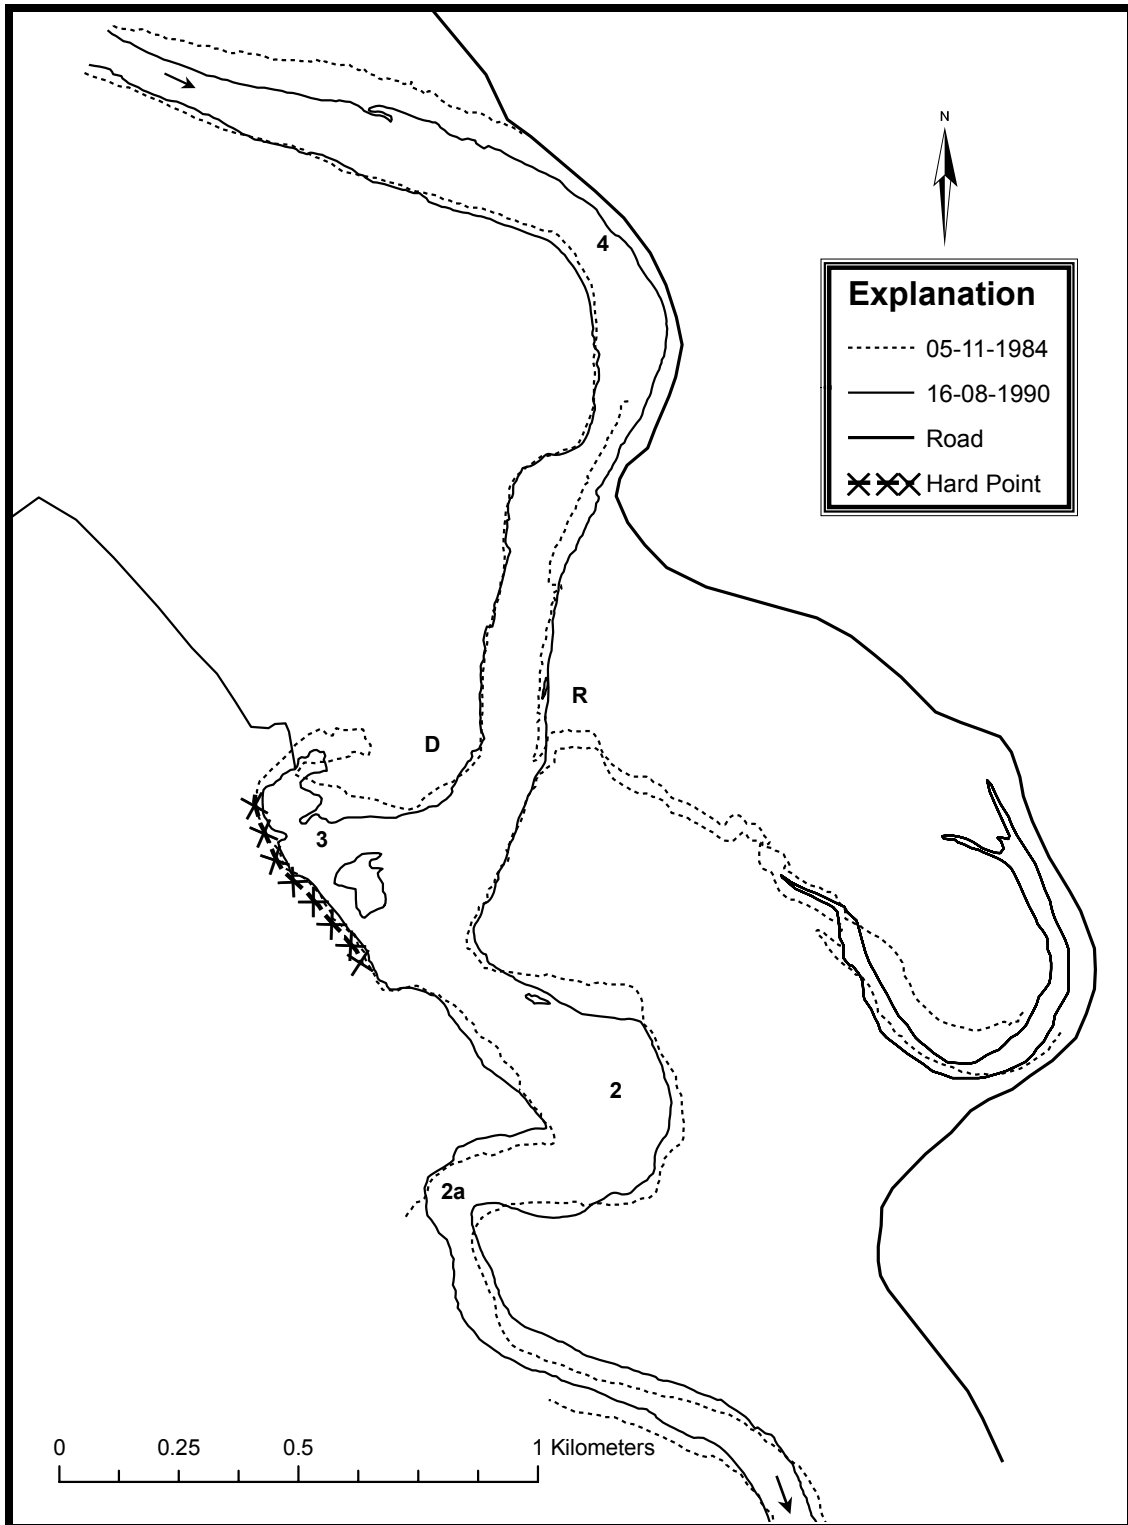 N
4
Explanation
05-11-1984
16-08-1990
Road
Hard Point
R
D
3
2
2a
0 0.25 0.5 1 Kilometers